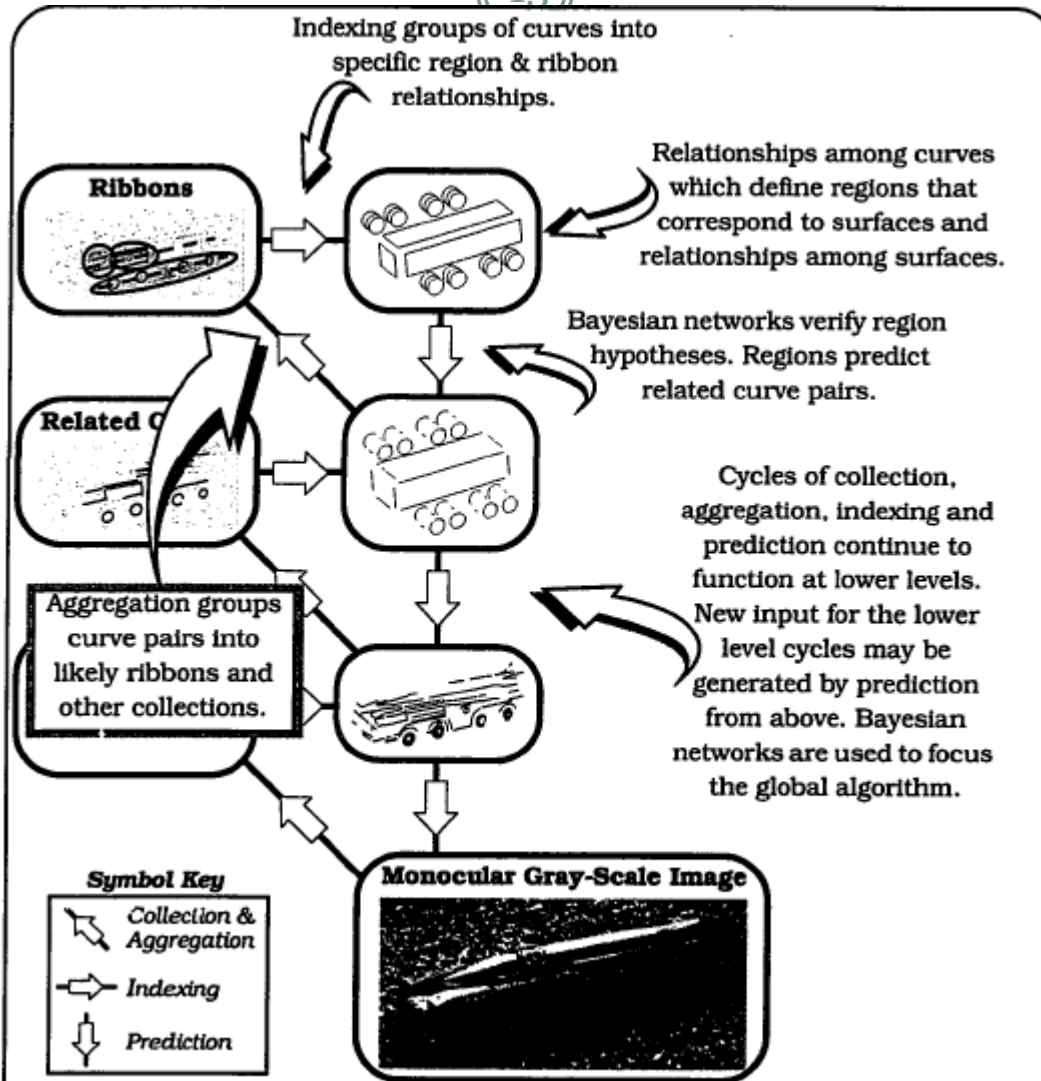 Indexing groups of curves into
specific region & ribbon
relationships.
Ribbons
Relationships among curves
which define regions that
correspond to surfaces and
relationships among surfaces.
Bayesian networks verify region
hypotheses. Regions predict
related curve pairs.
Related
Cycles of collection,
aggregation, indexing and
prediction continue to
function at lower levels.
New input for the lower
level cycles may be
generated by prediction
from above. Bayesian
networks are used to focus
the global algorithm.
Aggregation groups
curve pairs into
likely ribbons and
other collections.
Monocular Gray-Scale Image
Symbol Key
Collection &
Aggregation
Indexing
Prediction